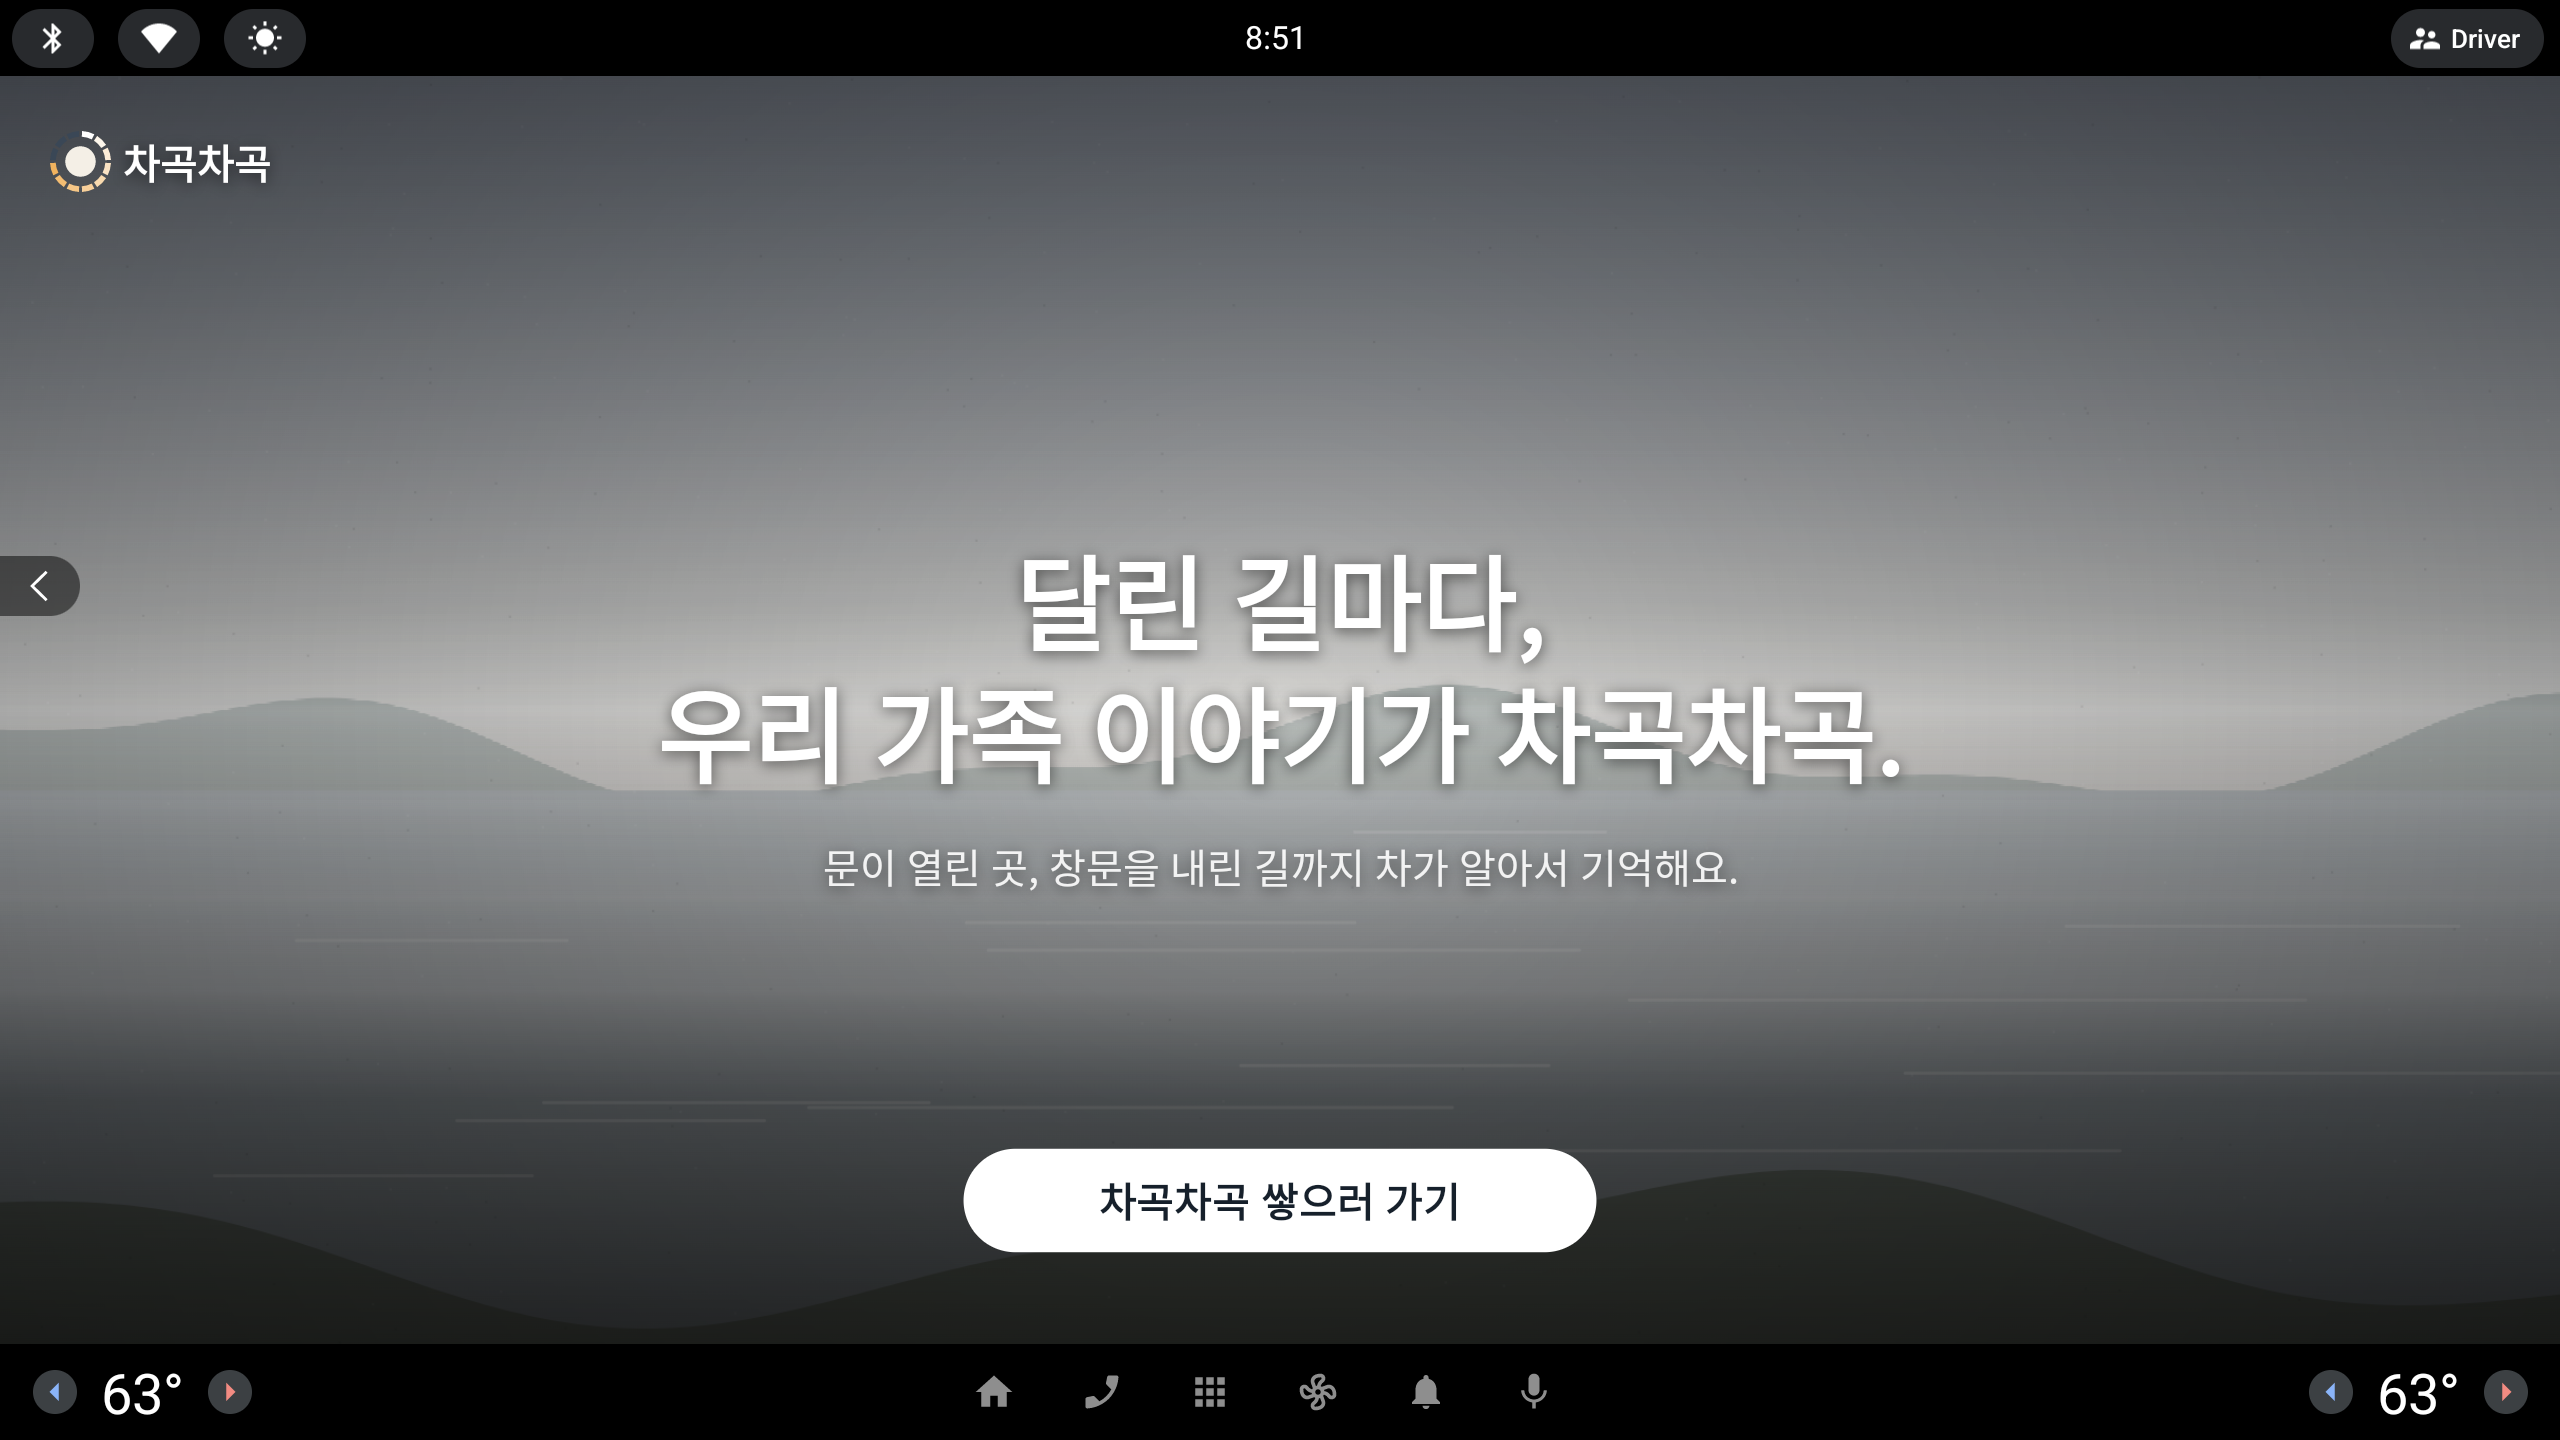 8:51
Driver
차곡차곡
달린 길마다,
우리 가족 이야기가 차곡차곡.
문이 열린 곳, 창문을 내린 길까지 차가 알아서 기억해요.
차곡차곡 쌓으러 가기
63°
63°